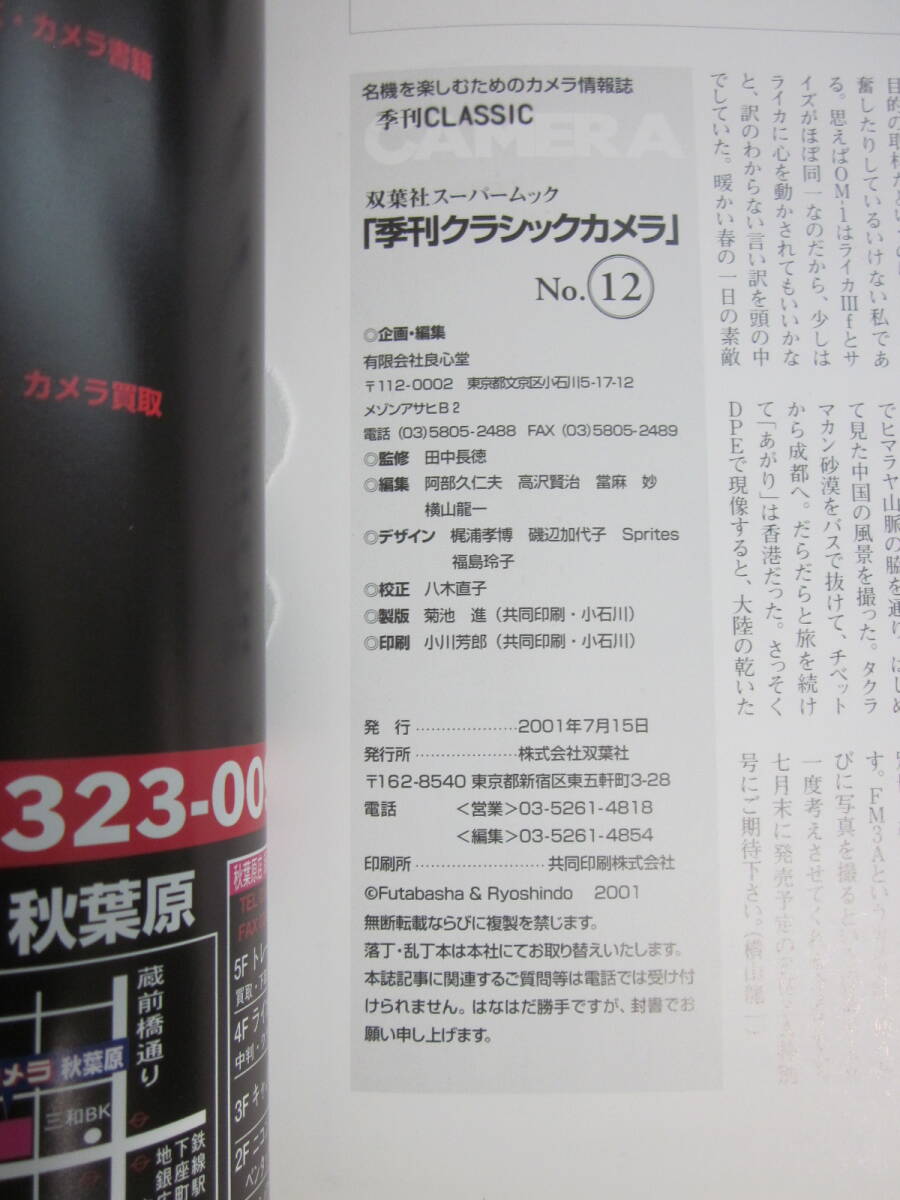 ・カメラ書籍
カメラ買取
323-00
秋葉原
蔵前橋通り
メラ 秋葉原
三和BK
秋葉原店
TEL
FAX
5F トレ
買取・下
4F ライ
中判・
3F キャ
2F ニコ
ペンタ
名機を楽しむためのカメラ情報誌
季刊CLASSIC
CAMERA
双葉社スーパームック
「季刊クラシックカメラ」
No.12
◎企画・編集
有限会社良心堂
〒112-0002 東京都文京区小石川5-17-12
メゾンアサヒB2
電話 (03)5805-2488 FAX (03)5805-2489
◎監修 田中長徳
◎編集 阿部久仁夫 高沢賢治 當麻 妙
横山龍一
◎デザイン 梶浦孝博 磯辺加代子 Sprites
福島玲子
◎校正 八木直子
◎製版 菊池 進(共同印刷・小石川)
◎印刷 小川芳郎(共同印刷・小石川)
発 行 …………………2001年7月15日
発行所 …………………株式会社双葉社
〒162-8540 東京都新宿区東五軒町3-28
電話 <営業>03-5261-4818
<編集>03-5261-4854
印刷所 ………………………共同印刷株式会社
©Futabasha & Ryoshindo 2001
無断転載ならびに複製を禁じます。
落丁・乱丁本は本社にてお取り替えいたします。
本誌記事に関連するご質問等は電話では受け付
けられません。はなはだ勝手ですが、封書でお
願い申し上げます。
奮したりしているいけない私であ
る。思えばOM-1はライカⅢfとサ
イズがほぼ同一なのだから、少しは
ライカに心を動かされてもいいかな
と、訳のわからない言い訳を頭の中
でしていた。暖かい春の一日の素敵
でヒマラヤ山脈の脇を通り、はじめ
て見た中国の風景を撮った。タクラ
マカン砂漠をバスで抜けて、チベット
から成都へ。だらだらと旅を続け
て「あがり」は香港だった。さっそく
DPEで現像すると、大陸の乾いた
す。FM3Aという
びに写真を撮ると
一度考えさせてく
七月末に発売予定の
号にご期待下さい。(横山龍一)